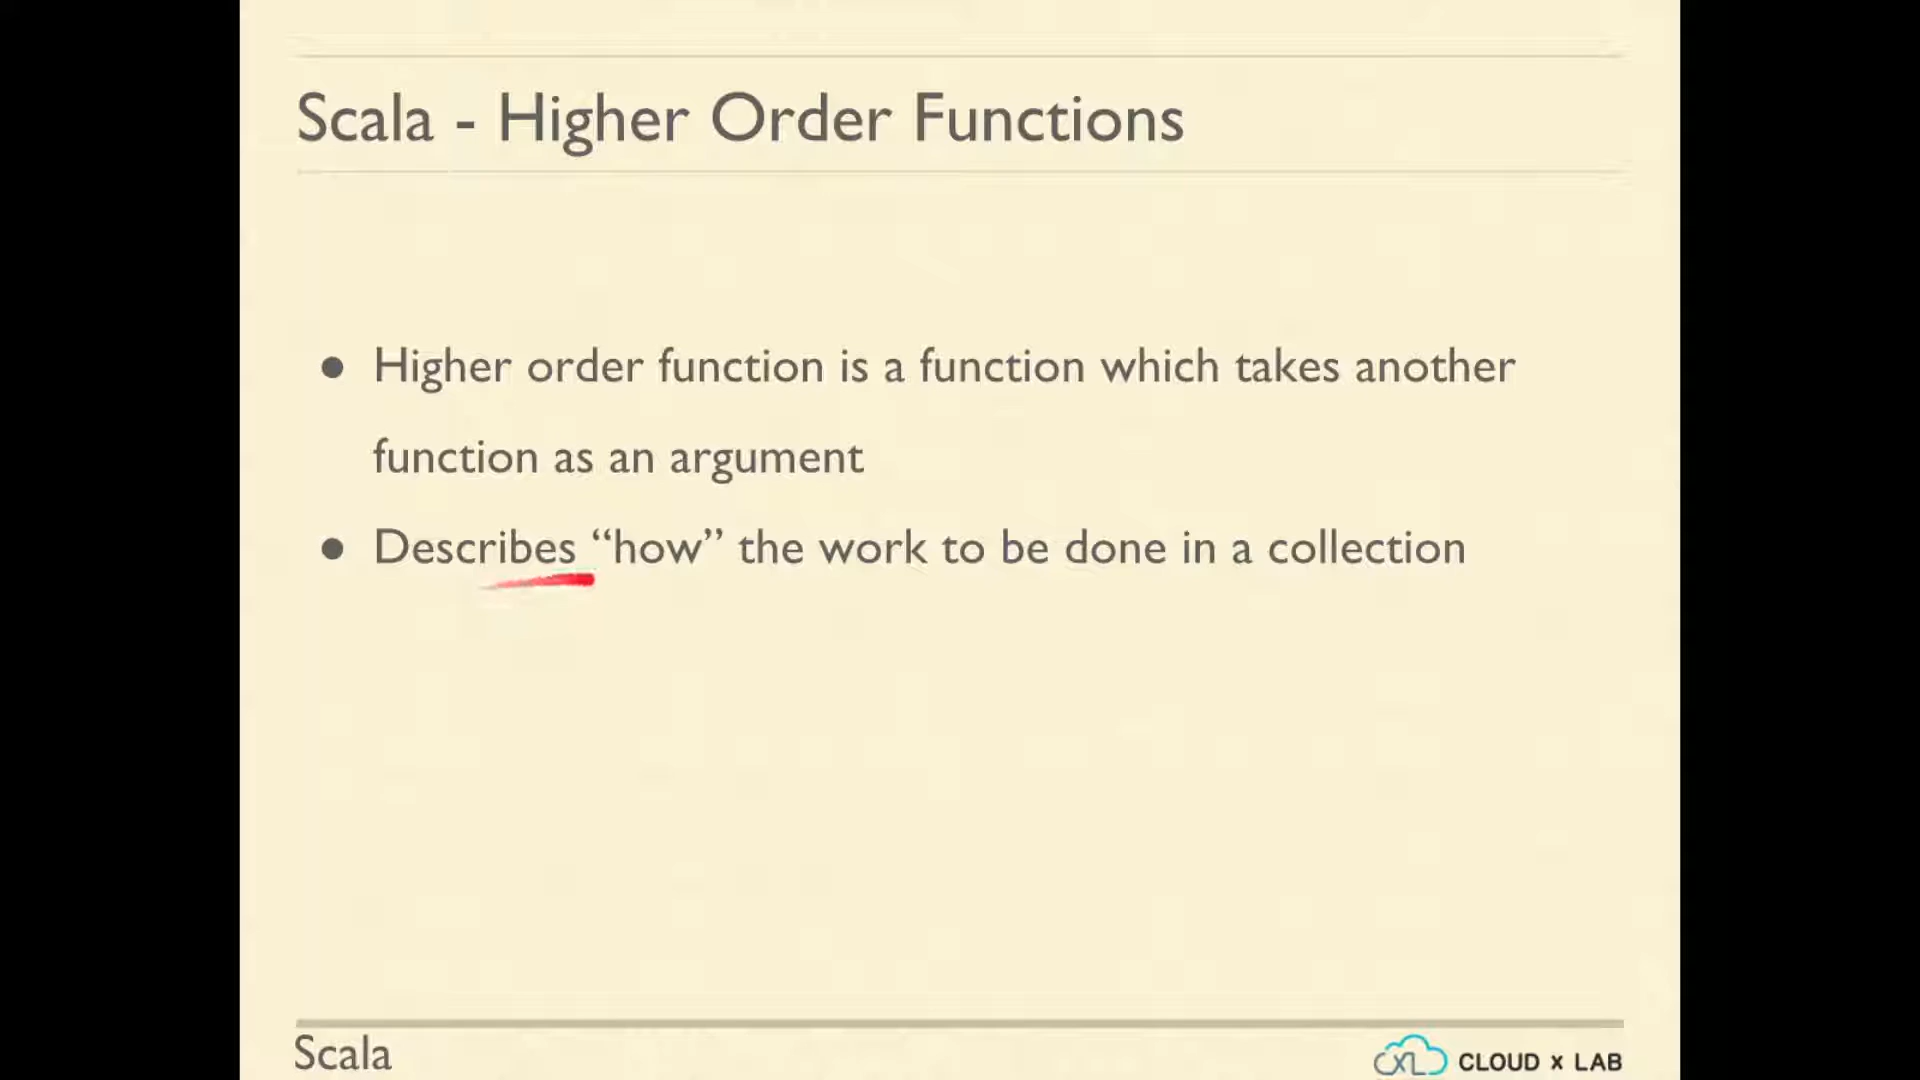 Scala - Higher Order Functions
● Higher order function is a function which takes another
function as an argument
● Describes “how” the work to be done in a collection
Scala
CXL CLOUD x LAB